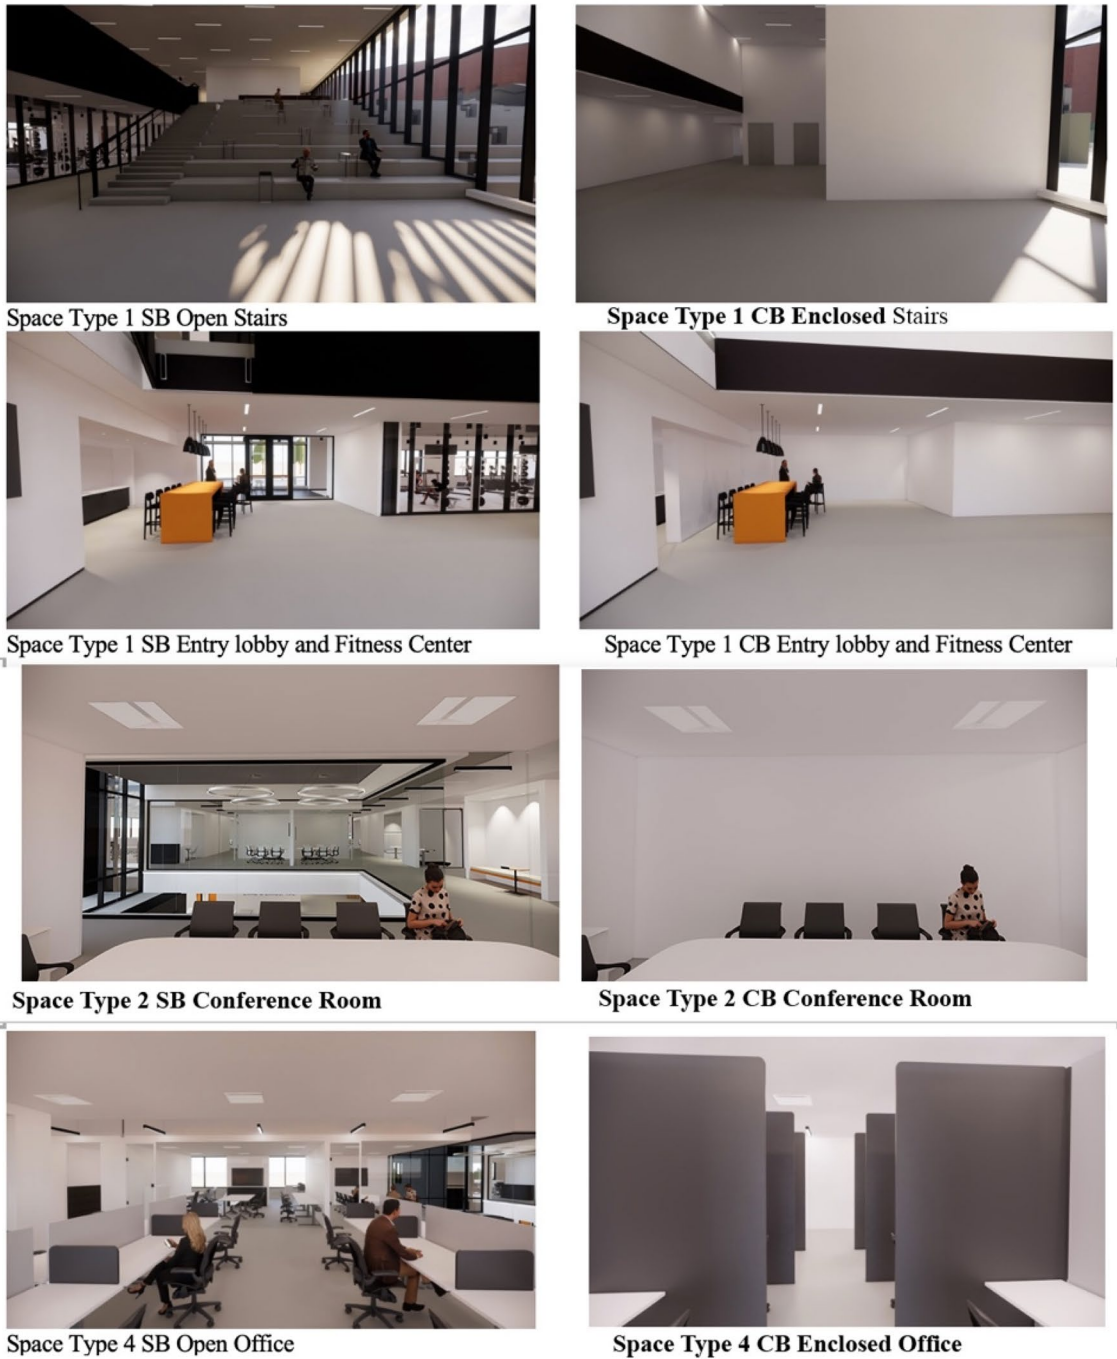 Space Type 1 SB Open Stairs
Space Type 1 CB Enclosed Stairs
Space Type 1 SB Entry lobby and Fitness Center
Space Type 1 CB Entry lobby and Fitness Center
Space Type 2 SB Conference Room
Space Type 2 CB Conference Room
Space Type 4 SB Open Office
Space Type 4 CB Enclosed Office